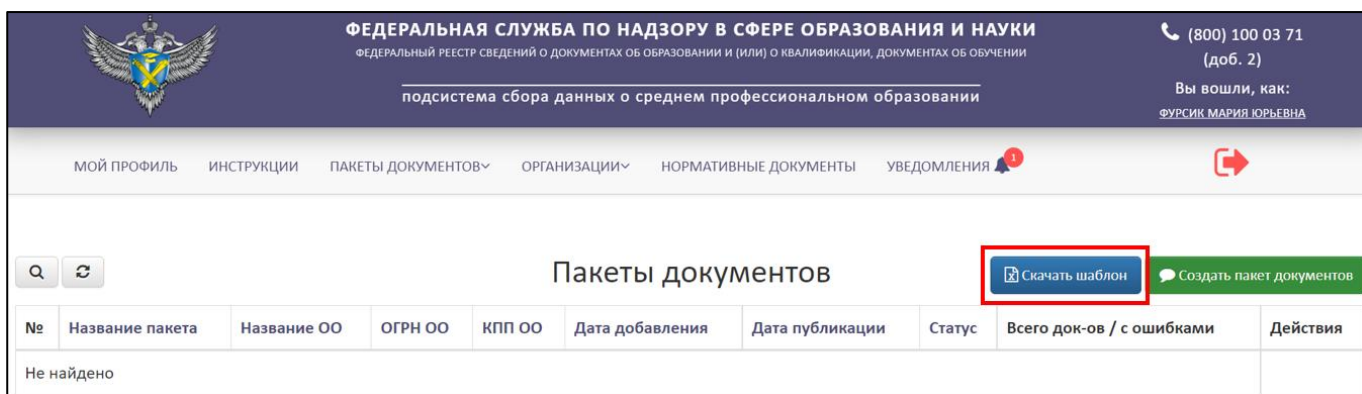 ФЕДЕРАЛЬНАЯ СЛУЖБА ПО НАДЗОРУ В СФЕРЕ ОБРАЗОВАНИЯ И НАУКИ
ФЕДЕРАЛЬНЫЙ РЕЕСТР СВЕДЕНИЙ О ДОКУМЕНТАХ ОБ ОБРАЗОВАНИИ И (ИЛИ) О КВАЛИФИКАЦИИ, ДОКУМЕНТАХ ОБ ОБУЧЕНИИ
подсистема сбора данных о среднем профессиональном образовании
(800) 100 03 71
(доб. 2)
Вы вошли, как:
ФУРСИК МАРИЯ ЮРЬЕВНА
МОЙ ПРОФИЛЬ ИНСТРУКЦИИ ПАКЕТЫ ДОКУМЕНТОВ ОРГАНИЗАЦИИ НОРМАТИВНЫЕ ДОКУМЕНТЫ УВЕДОМЛЕНИЯ 1
Пакеты документов Скачать шаблон Создать пакет документов
№ Название пакета Название ОО ОГРН ОО КПП ОО Дата добавления Дата публикации Статус Всего док-ов / с ошибками Действия
Не найдено